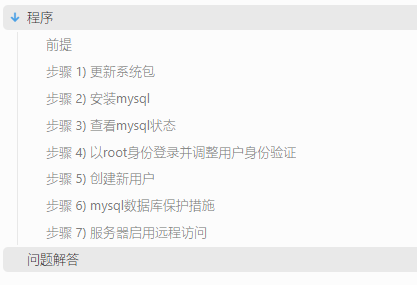 程序
前提
步骤 1) 更新系统包
步骤 2) 安装mysql
步骤 3) 查看mysql状态
步骤 4) 以root身份登录并调整用户身份验证
步骤 5) 创建新用户
步骤 6) mysql数据库保护措施
步骤 7) 服务器启用远程访问
问题解答